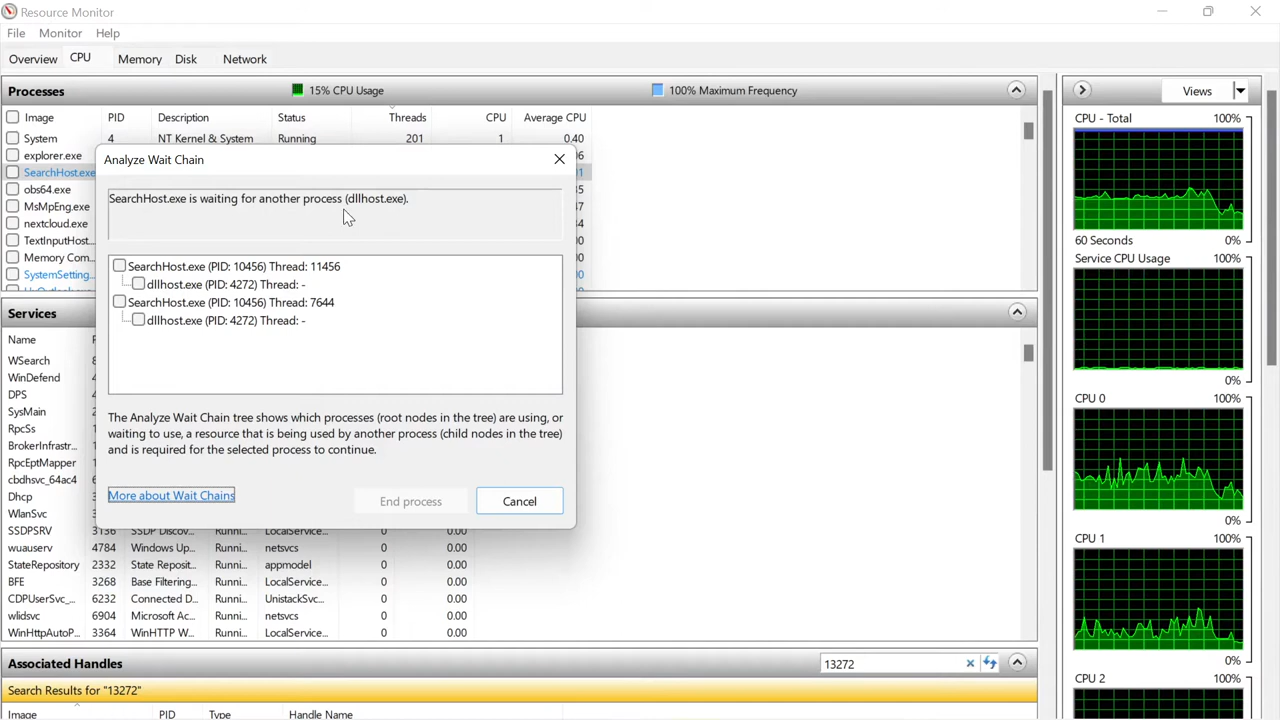 Resource Monitor
File Monitor Help
Overview CPU Memory Disk Network
Processes 15% CPU Usage 100% Maximum Frequency
Image PID Description Status Threads CPU Average CPU
System 4 NT Kernel & System Running 201 1 0.40
explorer.exe
SearchHost.exe
obs64.exe
MsMpEng.exe
nextcloud.exe
TextInputHost...
Memory Com...
SystemSetting...
Analyze Wait Chain
SearchHost.exe is waiting for another process (dllhost.exe).
SearchHost.exe (PID: 10456) Thread: 11456
dllhost.exe (PID: 4272) Thread: -
SearchHost.exe (PID: 10456) Thread: 7644
dllhost.exe (PID: 4272) Thread: -
The Analyze Wait Chain tree shows which processes (root nodes in the tree) are using, or
waiting to use, a resource that is being used by another process (child nodes in the tree)
and is required for the selected process to continue.
More about Wait Chains
End process Cancel
Services
Name
WSearch
WinDefend
DPS
SysMain
RpcSs
BrokerInfrastr...
RpcEptMapper
cbdhsvc_64ac4
Dhcp
WlanSvc
SSDPSRV 3136 SSDP Discov... Runni... LocalService... 0 0.00
wuauserv 4784 Windows Up... Runni... netsvcs 0 0.00
StateRepository 2332 State Reposit... Runni... appmodel 0 0.00
BFE 3268 Base Filtering... Runni... LocalService... 0 0.00
CDPUserSvc_... 6232 Connected D... Runni... UnistackSvc... 0 0.00
wlidsvc 6904 Microsoft Ac... Runni... netsvcs 0 0.00
WinHttpAutoP... 3364 WinHTTP W... Runni... LocalService... 0 0.00
Associated Handles 13272
Search Results for "13272"
Image PID Type Handle Name
Views
CPU - Total 100%
60 Seconds 0%
Service CPU Usage 100%
0%
CPU 0 100%
0%
CPU 1 100%
0%
CPU 2 100%